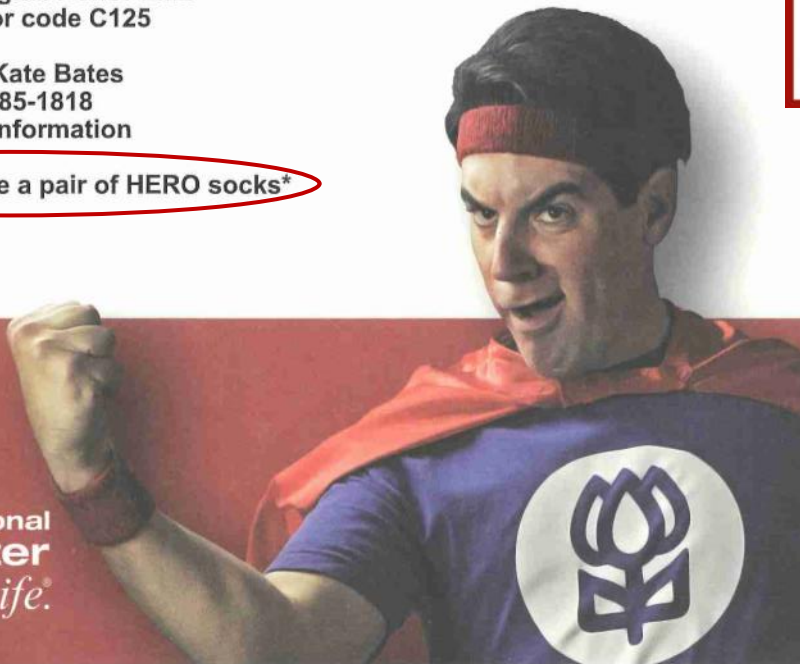 or code C125
Kate Bates
85-1818
nformation
e a pair of HERO socks*
onal
ter
ife.®